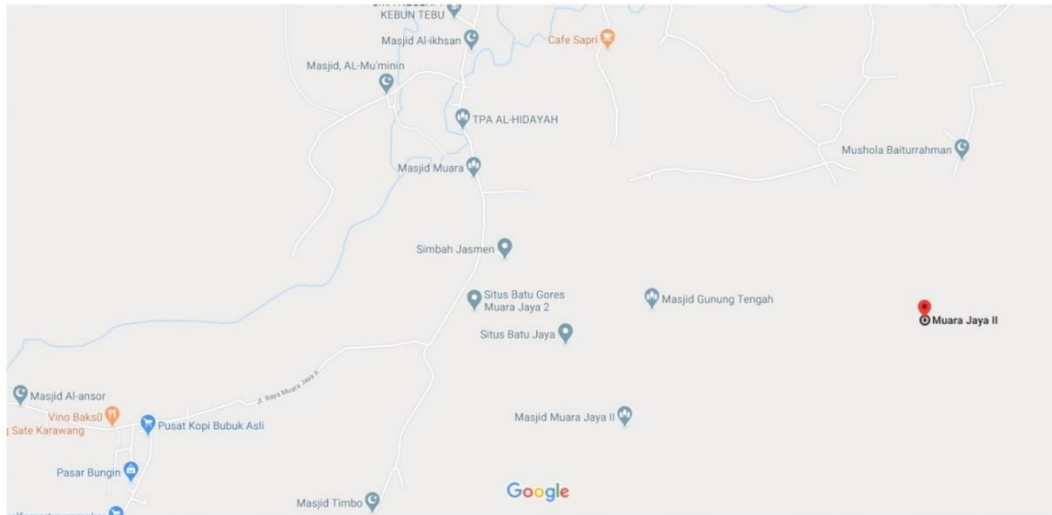 KEBUN TEBU
Masjid Al-ikhsan
Cafe Sapri
Masjid, AL-Mu'minin
TPA AL-HIDAYAH
Mushola Baiturrahman
Masjid Muara
Simbah Jasmen
Situs Batu Gores
Muara Jaya 2
Masjid Gunung Tengah
Muara Jaya II
Situs Batu Jaya
Jl. Raya Muara Jaya II
Masjid Al-ansor
Vino Baks0
Sate Karawang
Pusat Kopi Bubuk Asli
Masjid Muara Jaya II
Pasar Bungin
Google
Masjid Timbo